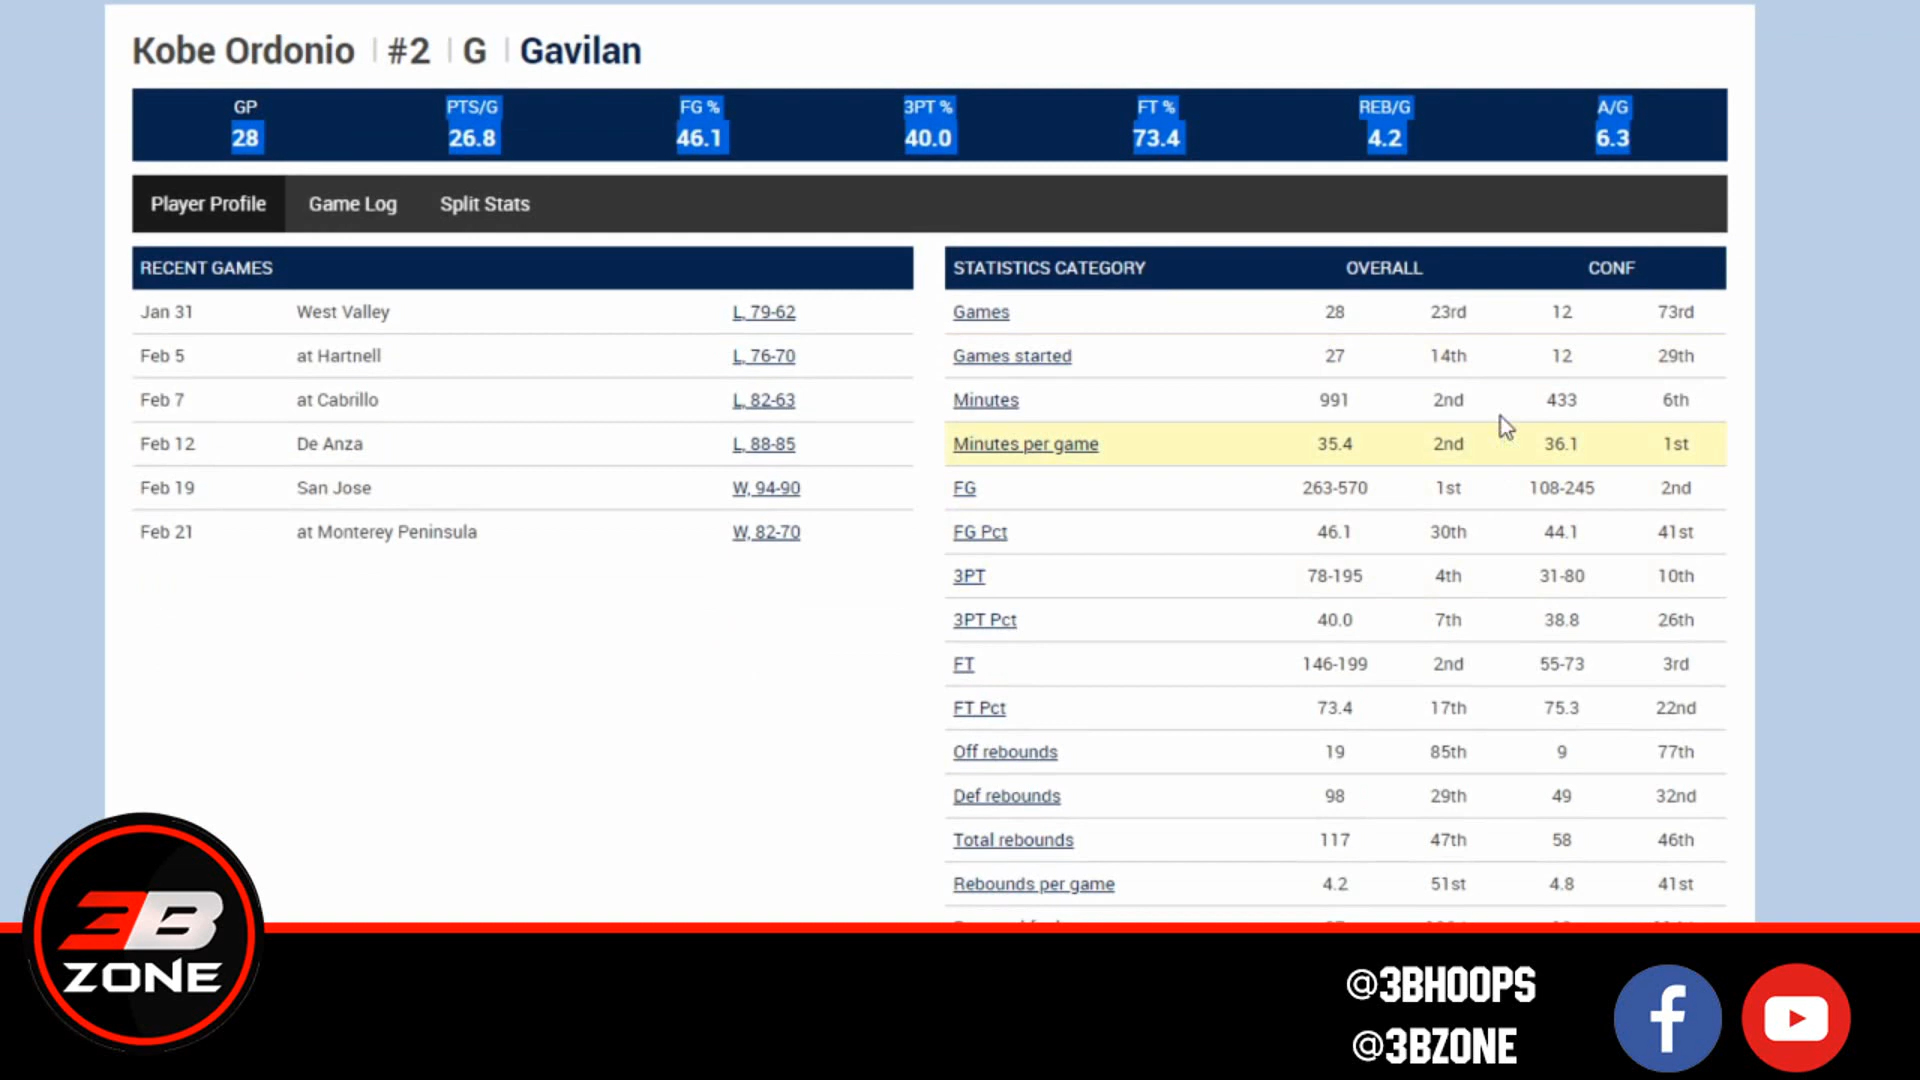 Kobe Ordonio | #2 | G | Gavilan
GP PTS/G FG % 3PT % FT % REB/G A/G
28 26.8 46.1 40.0 73.4 4.2 6.3
Player Profile Game Log Split Stats
RECENT GAMES
Jan 31 West Valley L, 79-62
Feb 5 at Hartnell L, 76-70
Feb 7 at Cabrillo L, 82-63
Feb 12 De Anza L, 88-85
Feb 19 San Jose W, 94-90
Feb 21 at Monterey Peninsula W, 82-70
STATISTICS CATEGORY OVERALL CONF
Games 28 23rd 12 73rd
Games started 27 14th 12 29th
Minutes 991 2nd 433 6th
Minutes per game 35.4 2nd 36.1 1st
FG 263-570 1st 108-245 2nd
FG Pct 46.1 30th 44.1 41st
3PT 78-195 4th 31-80 10th
3PT Pct 40.0 7th 38.8 26th
FT 146-199 2nd 55-73 3rd
FT Pct 73.4 17th 75.3 22nd
Off rebounds 19 85th 9 77th
Def rebounds 98 29th 49 32nd
Total rebounds 117 47th 58 46th
Rebounds per game 4.2 51st 4.8 41st
3B
ZONE
@3BHOOPS
@3BZONE